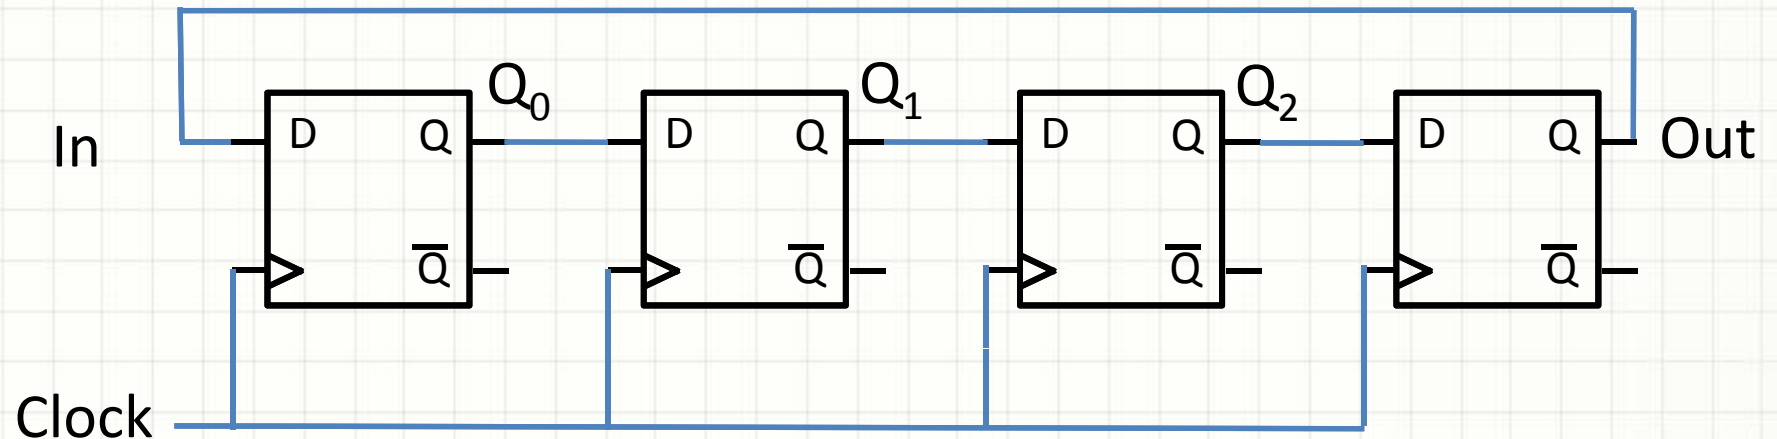 Q₀ Q₁ Q₂
In D Q D Q D Q D Q Out
Q̅ Q̅ Q̅ Q̅
Clock